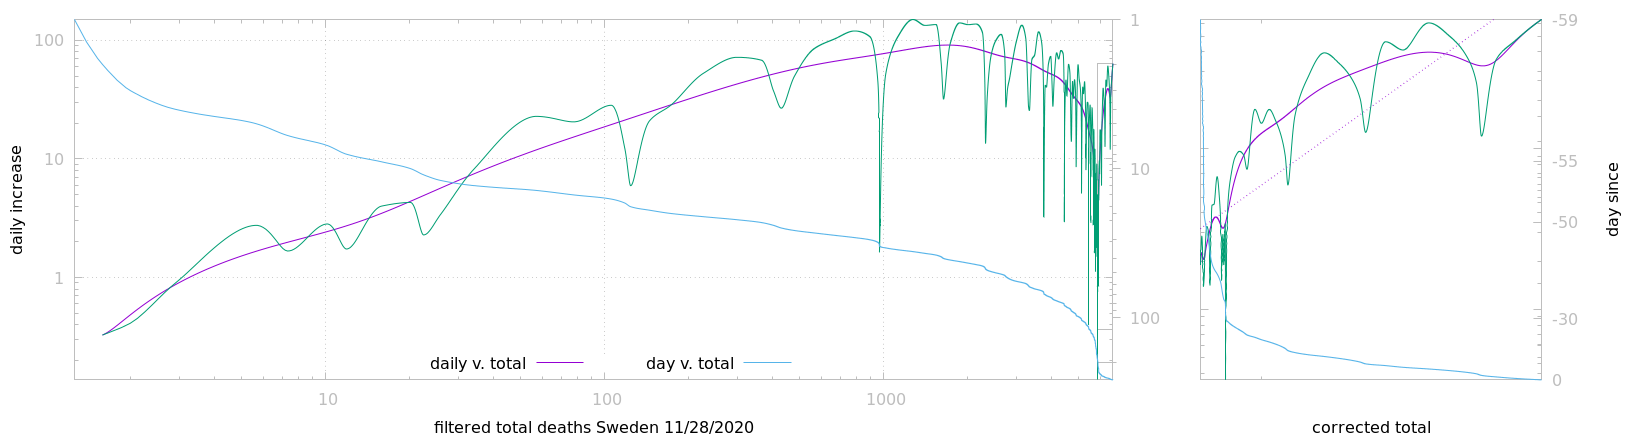 daily increase
100
10
1
10
100
1000
1
10
100
daily v. total
day v. total
filtered total deaths Sweden 11/28/2020
-59
-55
-50
-30
0
day since
corrected total